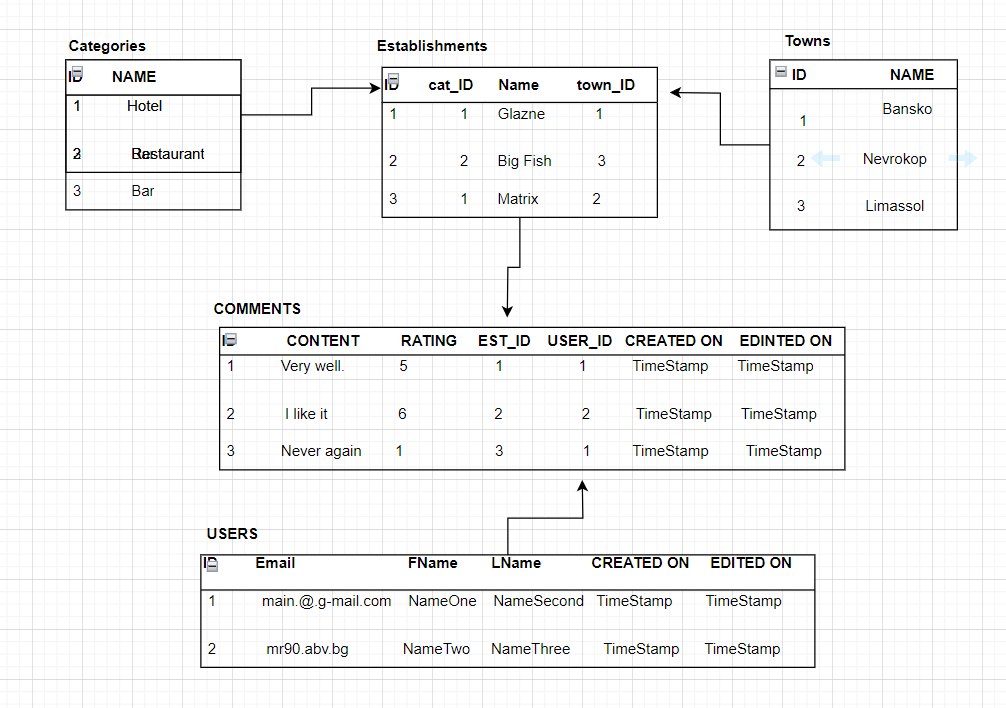 Categories
ID NAME
1 Hotel
2 Restaurant
3 Bar
Establishments
ID cat_ID Name town_ID
1 1 Glazne 1
2 2 Big Fish 3
3 1 Matrix 2
Towns
ID NAME
1 Bansko
2 Nevrokop
3 Limassol
COMMENTS
ID CONTENT RATING EST_ID USER_ID CREATED ON EDINTED ON
1 Very well. 5 1 1 TimeStamp TimeStamp
2 I like it 6 2 2 TimeStamp TimeStamp
3 Never again 1 3 1 TimeStamp TimeStamp
USERS
ID Email FName LName CREATED ON EDITED ON
1 main.@.g-mail.com NameOne NameSecond TimeStamp TimeStamp
2 mr90.abv.bg NameTwo NameThree TimeStamp TimeStamp